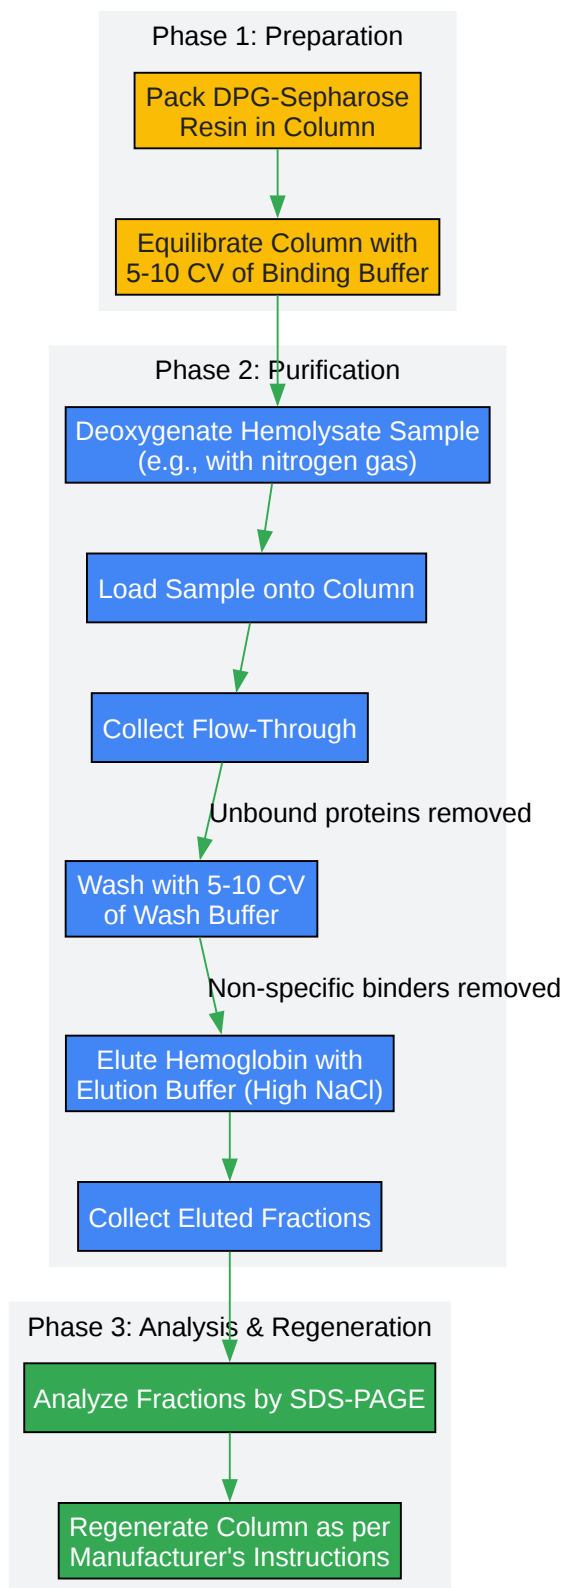 Phase 1: Preparation
Pack DPG-Sepharose
Resin in Column
Equilibrate Column with
5-10 CV of Binding Buffer
Phase 2: Purification
Deoxygenate Hemolysate Sample
(e.g., with nitrogen gas)
Load Sample onto Column
Collect Flow-Through
Unbound proteins removed
Wash with 5-10 CV
of Wash Buffer
Non-specific binders removed
Elute Hemoglobin with
Elution Buffer (High NaCl)
Collect Eluted Fractions
Phase 3: Analysis & Regeneration
Analyze Fractions by SDS-PAGE
Regenerate Column as per
Manufacturer's Instructions